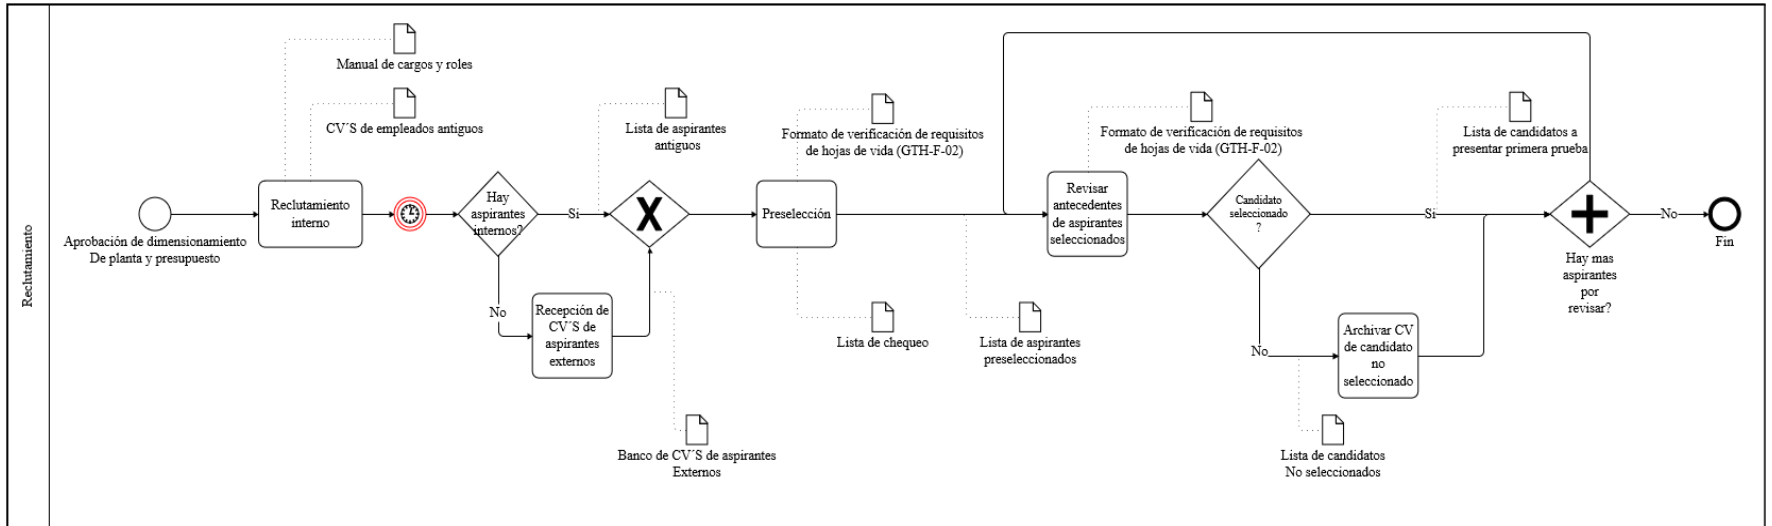 Reclutamiento
Manual de cargos y roles
CV´S de empleados antiguos
Aprobación de dimensionamiento
De planta y presupuesto
Reclutamiento
interno
Hay
aspirantes
internos?
Si
No
Lista de aspirantes
antiguos
Recepción de
CV´S de
aspirantes
externos
X
Banco de CV´S de aspirantes
Externos
Formato de verificación de requisitos
de hojas de vida (GTH-F-02)
Preselección
Lista de chequeo
Lista de aspirantes
preseleccionados
Formato de verificación de requisitos
de hojas de vida (GTH-F-02)
Revisar
antecedentes
de aspirantes
seleccionados
Candidato
seleccionado
?
Si
No
Lista de candidatos a
presentar primera prueba
Archivar CV
de candidato
no
seleccionado
Lista de candidatos
No seleccionados
Hay mas
aspirantes
por
revisar?
No
Fin